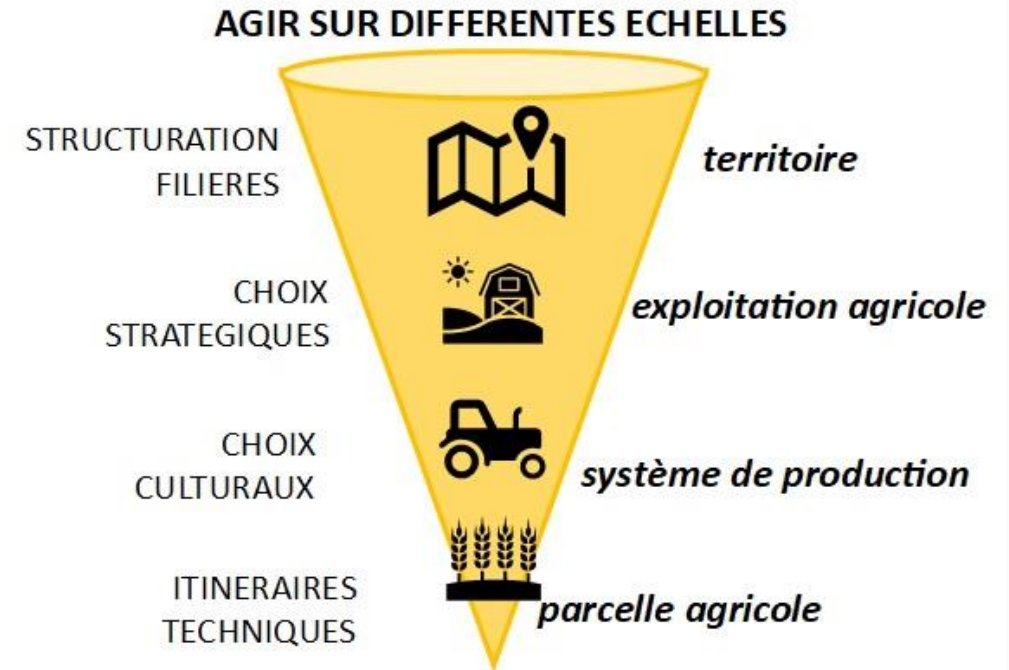 AGIR SUR DIFFERENTES ECHELLES
STRUCTURATION
FILIERES
territoire
CHOIX
STRATEGIQUES
exploitation agricole
CHOIX
CULTURAUX
système de production
ITINERAIRES
TECHNIQUES
parcelle agricole